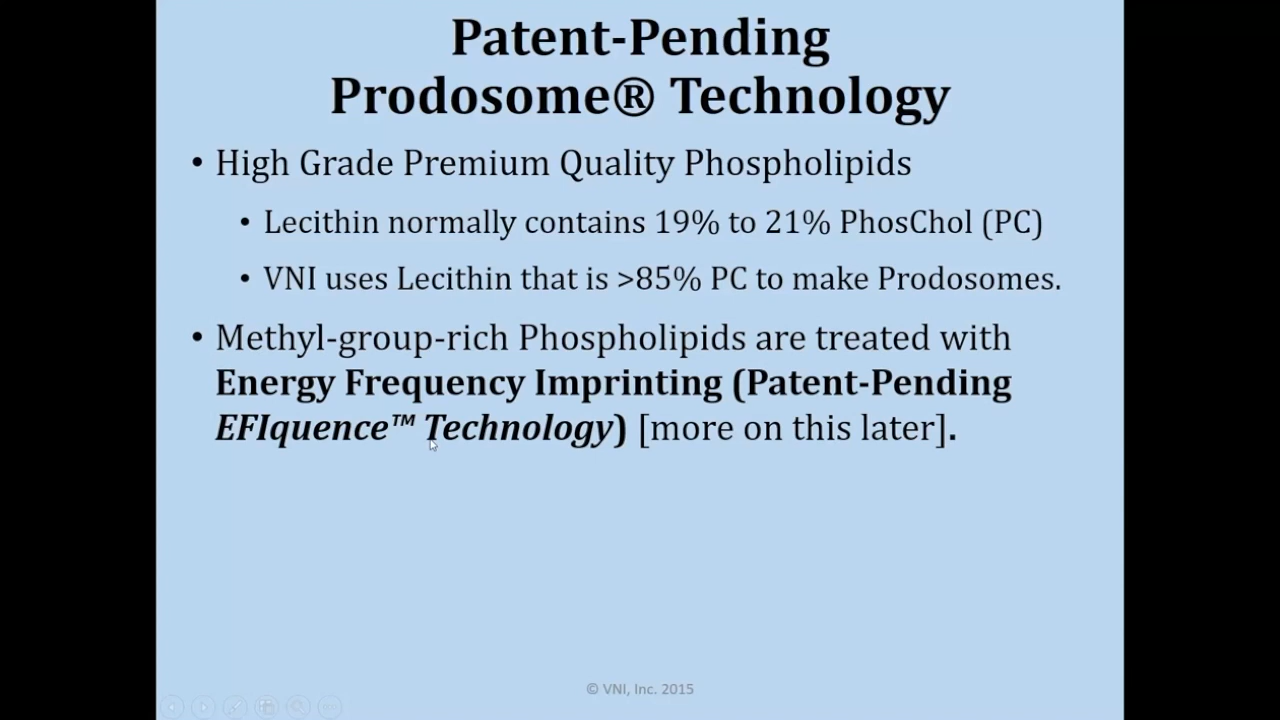 Patent-Pending
Prodosome® Technology
• High Grade Premium Quality Phospholipids
• Lecithin normally contains 19% to 21% PhosChol (PC)
• VNI uses Lecithin that is >85% PC to make Prodosomes.
• Methyl-group-rich Phospholipids are treated with
Energy Frequency Imprinting (Patent-Pending
EFIquence™ Technology) [more on this later].
© VNI, Inc. 2015